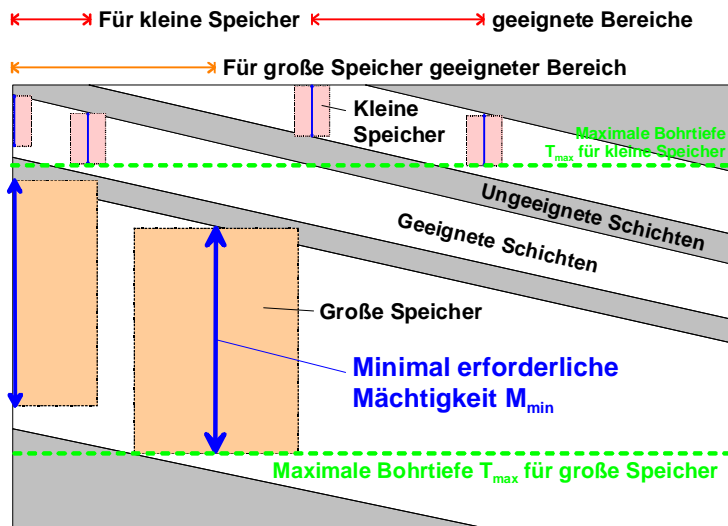 Für kleine Speicher
geeignete Bereiche
Für große Speicher geeigneter Bereich
Kleine
Speicher
Maximale Bohrtiefe
Tmax für kleine Speicher
Ungeeignete Schichten
Geeignete Schichten
Große Speicher
Minimal erforderliche
Mächtigkeit Mmin
Maximale Bohrtiefe Tmax für große Speicher